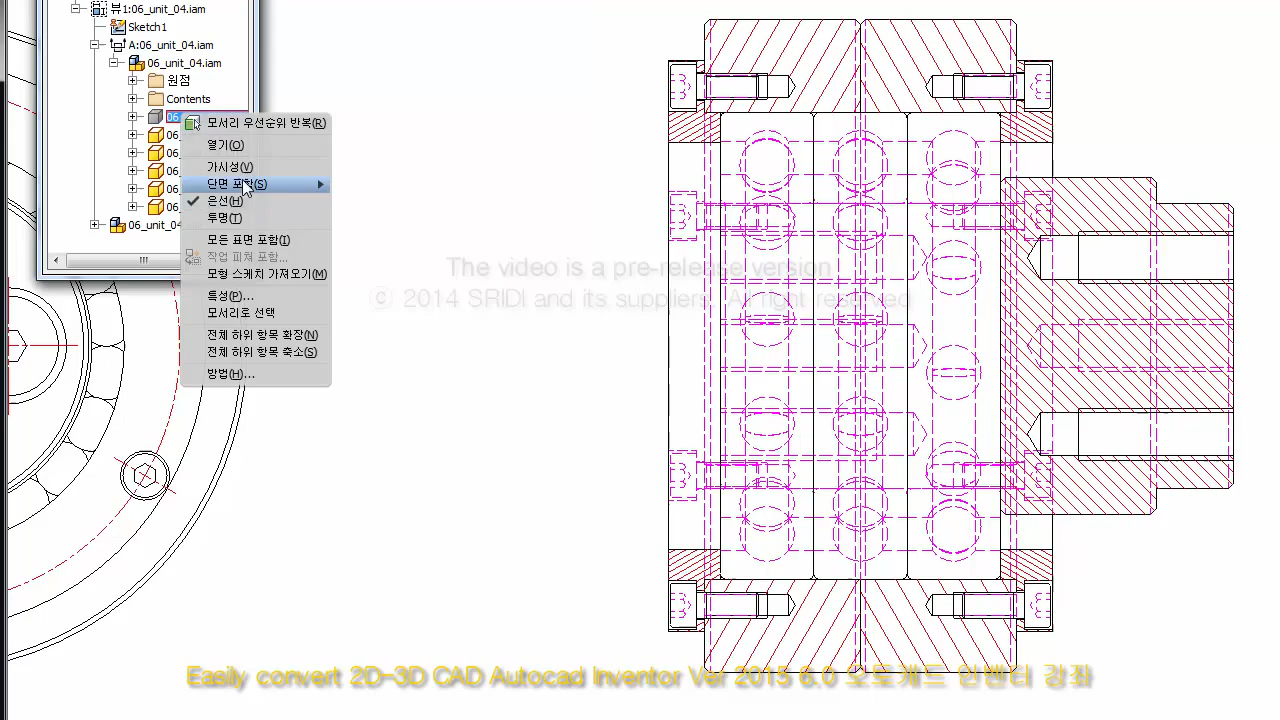 뷰1:06_unit_04.iam
Sketch1
A:06_unit_04.iam
06_unit_04.iam
원점
Contents
06
06_
06_
06_
06_
06_
06_unit_04
모서리 우선순위 반복(R)
열기(O)
가시성(V)
단면 포함(S)
은선(H)
투명(T)
모든 표면 포함(I)
작업 피쳐 포함...
모형 스케치 가져오기(M)
특성(P)...
모서리로 선택
전체 하위 항목 확장(N)
전체 하위 항목 축소(S)
방법(H)...
The video is a pre-release version
ⓒ 2014 SRIDI and its suppliers. All right reserved
Easily convert 2D-3D CAD Autocad Inventor Ver 2015 6.0 오토캐드 인벤터 강좌